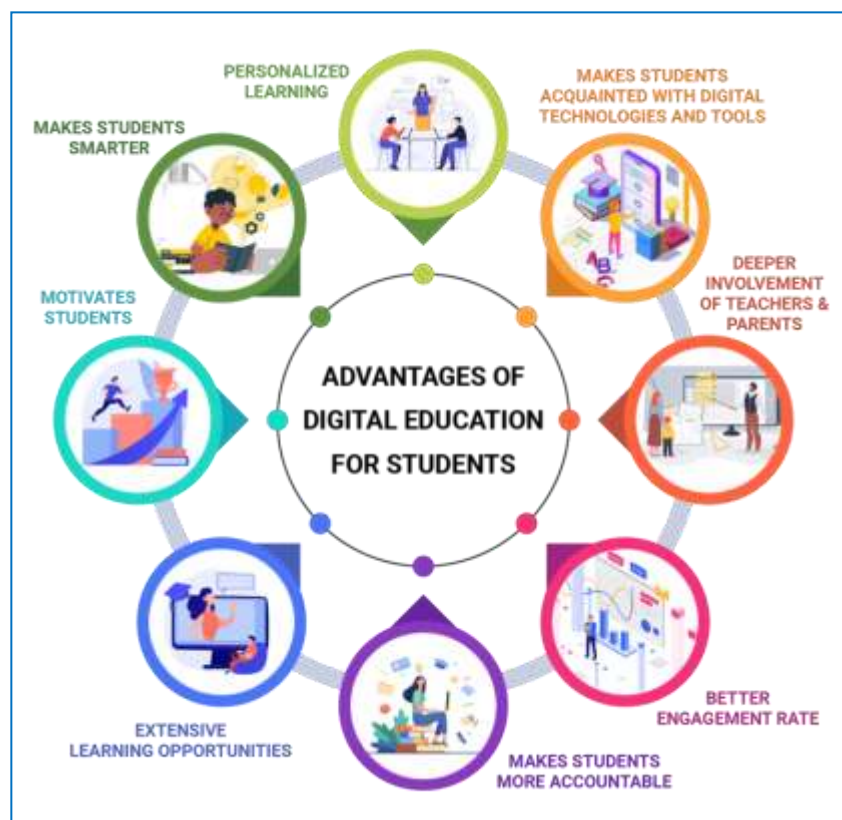 PERSONALIZED
LEARNING
MAKES STUDENTS
ACQUAINTED WITH DIGITAL
TECHNOLOGIES AND TOOLS
DEEPER
INVOLVEMENT
OF TEACHERS &
PARENTS
BETTER
ENGAGEMENT RATE
MAKES STUDENTS
MORE ACCOUNTABLE
EXTENSIVE
LEARNING OPPORTUNITIES
MOTIVATES
STUDENTS
MAKES STUDENTS
SMARTER
ADVANTAGES OF
DIGITAL EDUCATION
FOR STUDENTS
A
B
C